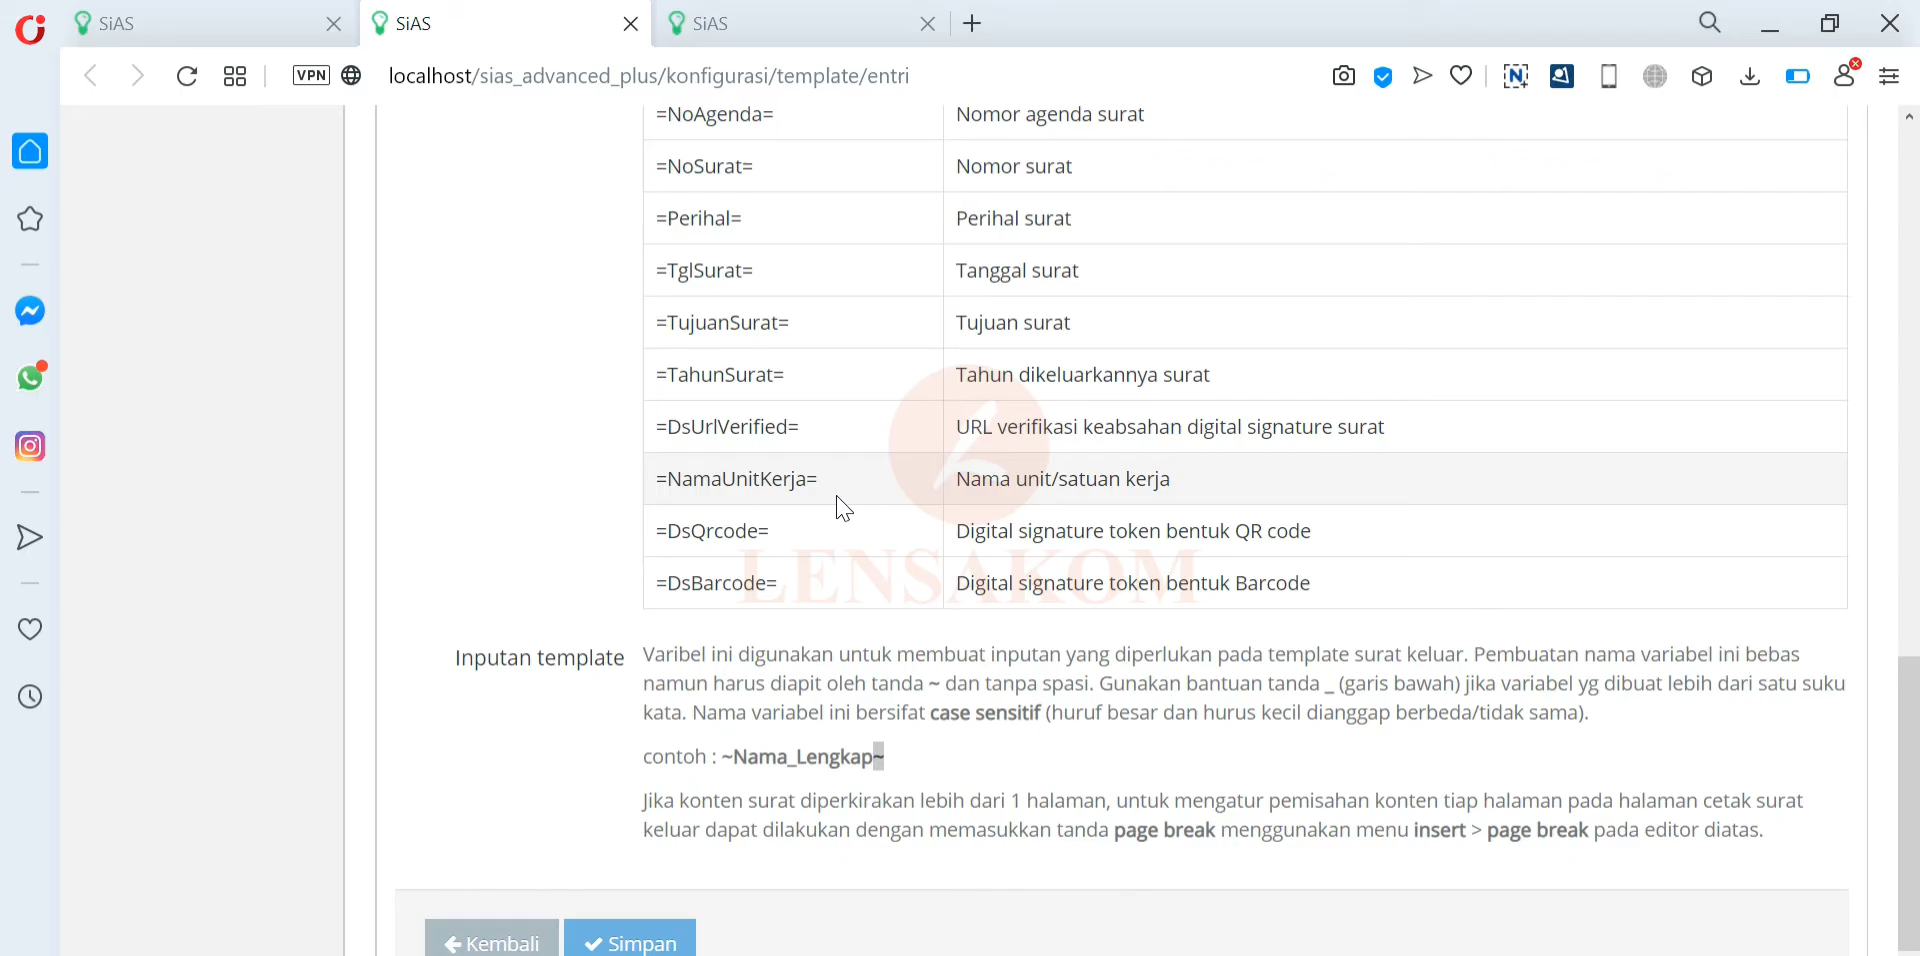 SiAS
SiAS
SiAS
VPN
localhost/sias_advanced_plus/konfigurasi/template/entri
=NoAgenda= Nomor agenda surat
=NoSurat= Nomor surat
=Perihal= Perihal surat
=TglSurat= Tanggal surat
=TujuanSurat= Tujuan surat
=TahunSurat= Tahun dikeluarkannya surat
=DsUrlVerified= URL verifikasi keabsahan digital signature surat
=NamaUnitKerja= Nama unit/satuan kerja
=DsQrcode= Digital signature token bentuk QR code
LENSAKOM
=DsBarcode= Digital signature token bentuk Barcode
Inputan template
Varibel ini digunakan untuk membuat inputan yang diperlukan pada template surat keluar. Pembuatan nama variabel ini bebas
namun harus diapit oleh tanda ~ dan tanpa spasi. Gunakan bantuan tanda _ (garis bawah) jika variabel yg dibuat lebih dari satu suku
kata. Nama variabel ini bersifat case sensitif (huruf besar dan hurus kecil dianggap berbeda/tidak sama).
contoh : ~Nama_Lengkap~
Jika konten surat diperkirakan lebih dari 1 halaman, untuk mengatur pemisahan konten tiap halaman pada halaman cetak surat
keluar dapat dilakukan dengan memasukkan tanda page break menggunakan menu insert > page break pada editor diatas.
Kembali
Simpan